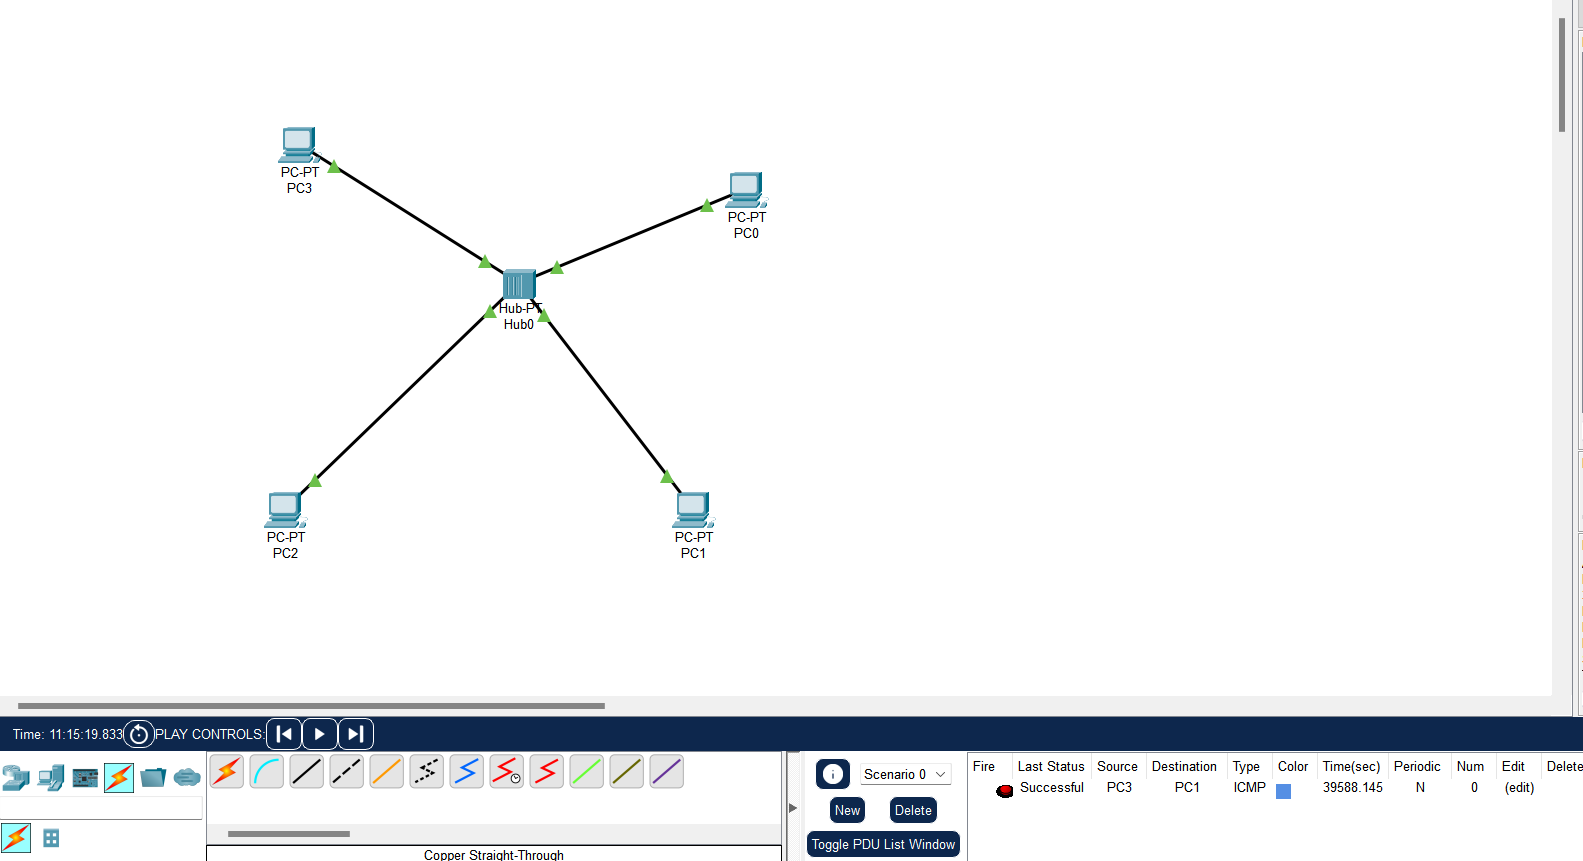 PC-PT
PC3
PC-PT
PC0
Hub-PT
Hub0
PC-PT
PC2
PC-PT
PC1
Time: 11:15:19.833 PLAY CONTROLS:
Scenario 0
New
Delete
Toggle PDU List Window
Fire Last Status Source Destination Type Color Time(sec) Periodic Num Edit Delete
Successful PC3 PC1 ICMP 39588.145 N 0 (edit)
Copper Straight-Through